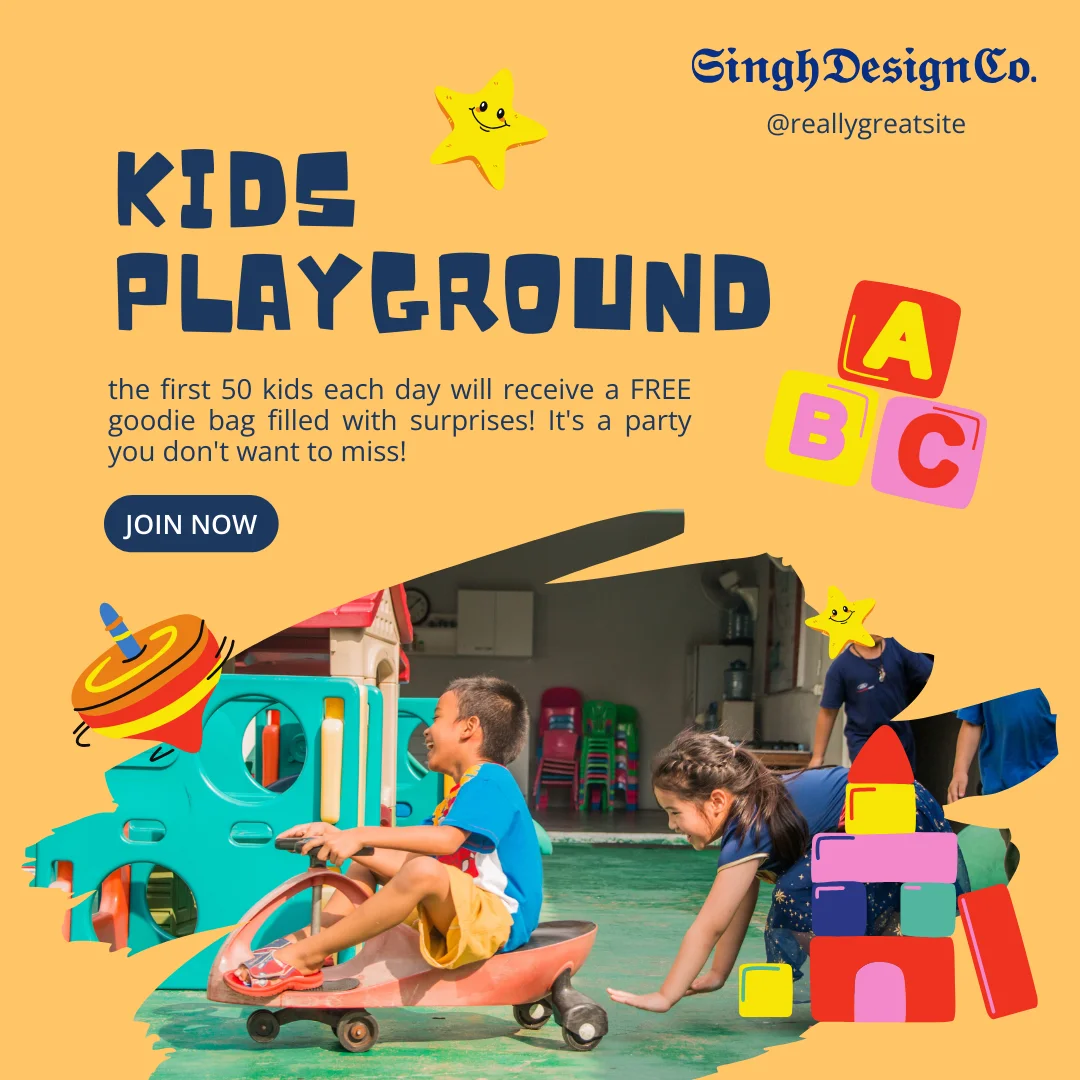 SinghDesignCo.
@reallygreatsite
KIDS
PLAYGROUND
the first 50 kids each day will receive a FREE
goodie bag filled with surprises! It's a party
you don't want to miss!
JOIN NOW
A
B C